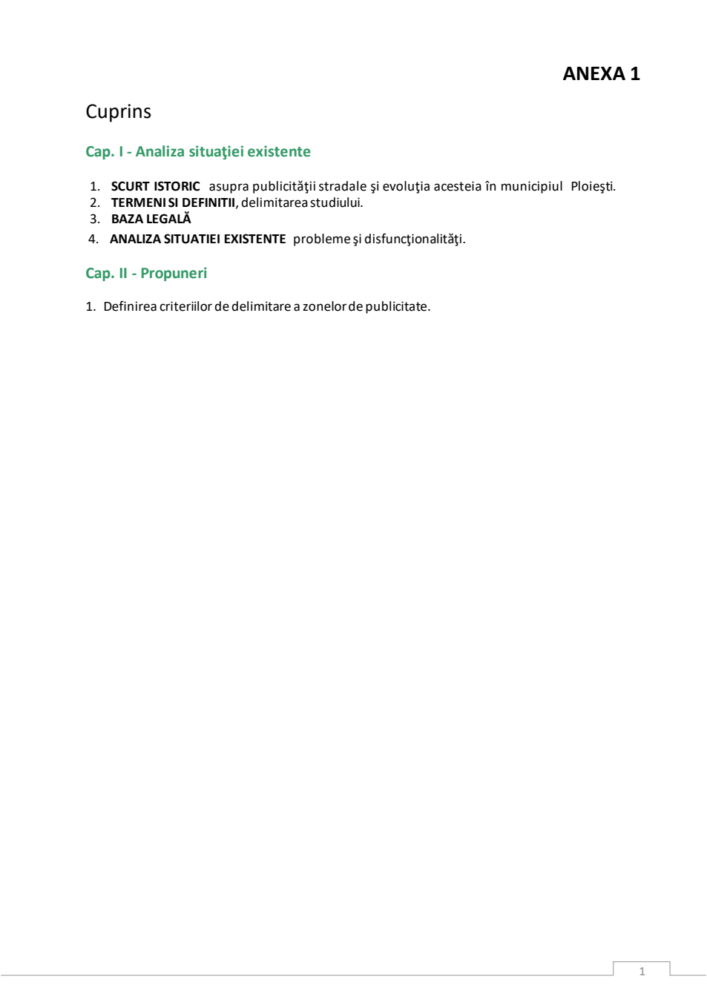 ANEXA 1
Cuprins
Cap. I - Analiza situaţiei existente
1. SCURT ISTORIC asupra publicităţii stradale şi evoluţia acesteia în municipiul Ploieşti.
2. TERMENI SI DEFINITII, delimitarea studiului.
3. BAZA LEGALĂ
4. ANALIZA SITUATIEI EXISTENTE probleme şi disfuncţionalităţi.
Cap. II - Propuneri
1. Definirea criteriilor de delimitare a zonelor de publicitate.
1